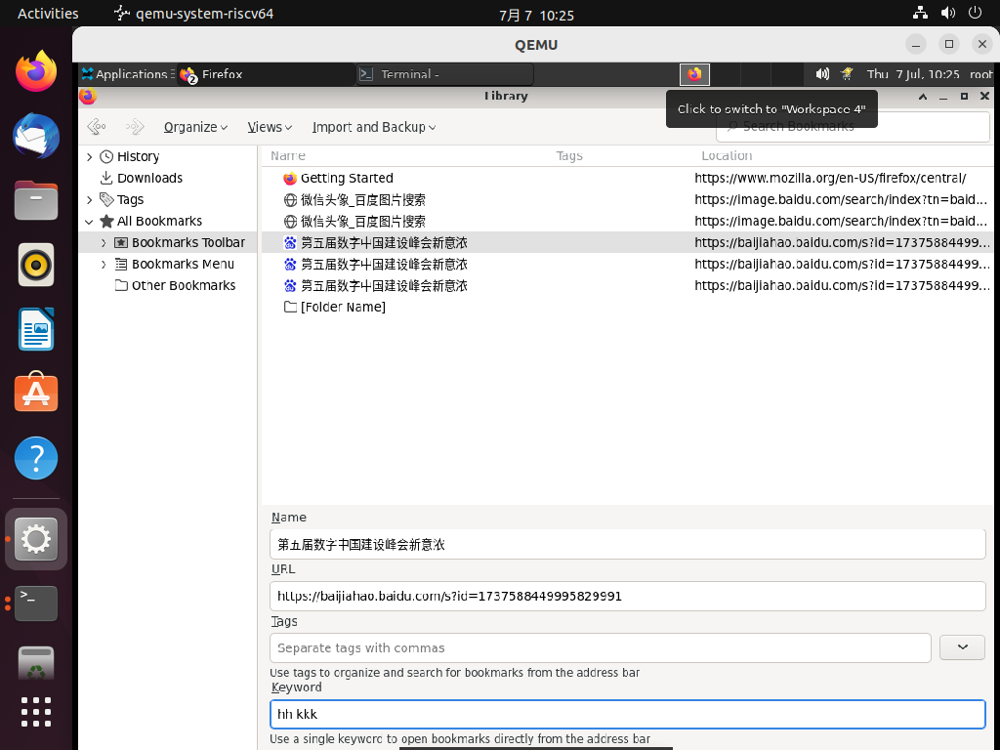 Activities qemu-system-riscv64 7月 7 10:25
QEMU
Applications Firefox Terminal - Thu 7 Jul, 10:25 root
2
Library
Click to switch to "Workspace 4"
Organize Views Import and Backup Search Bookmarks
Name Tags Location
History
Downloads
Tags
All Bookmarks
Bookmarks Toolbar
Bookmarks Menu
Other Bookmarks
Getting Started https://www.mozilla.org/en-US/firefox/central/
微信头像_百度图片搜索 https://image.baidu.com/search/index?tn=baid...
微信头像_百度图片搜索 https://image.baidu.com/search/index?tn=baid...
第五届数字中国建设峰会新意浓 https://baijiahao.baidu.com/s?id=17375884499...
第五届数字中国建设峰会新意浓 https://baijiahao.baidu.com/s?id=17375884499...
第五届数字中国建设峰会新意浓 https://baijiahao.baidu.com/s?id=17375884499...
[Folder Name]
Name
第五届数字中国建设峰会新意浓
URL
https://baijiahao.baidu.com/s?id=1737588449995829991
Tags
Separate tags with commas
Use tags to organize and search for bookmarks from the address bar
Keyword
hh kkk
Use a single keyword to open bookmarks directly from the address bar